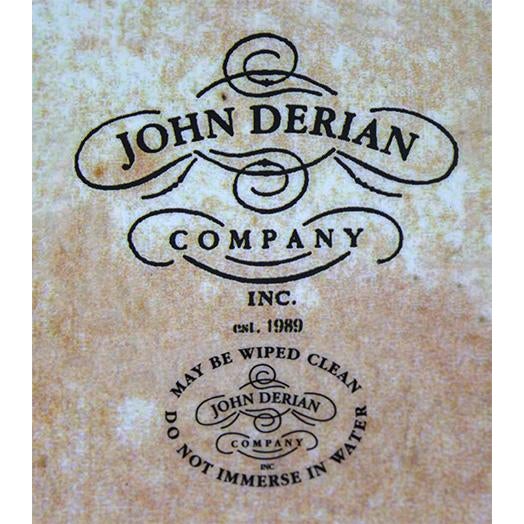 JOHN DERIAN
COMPANY
INC.
est. 1989
MAY BE WIPED CLEAN
JOHN DERIAN
COMPANY
INC
DO NOT IMMERSE IN WATER